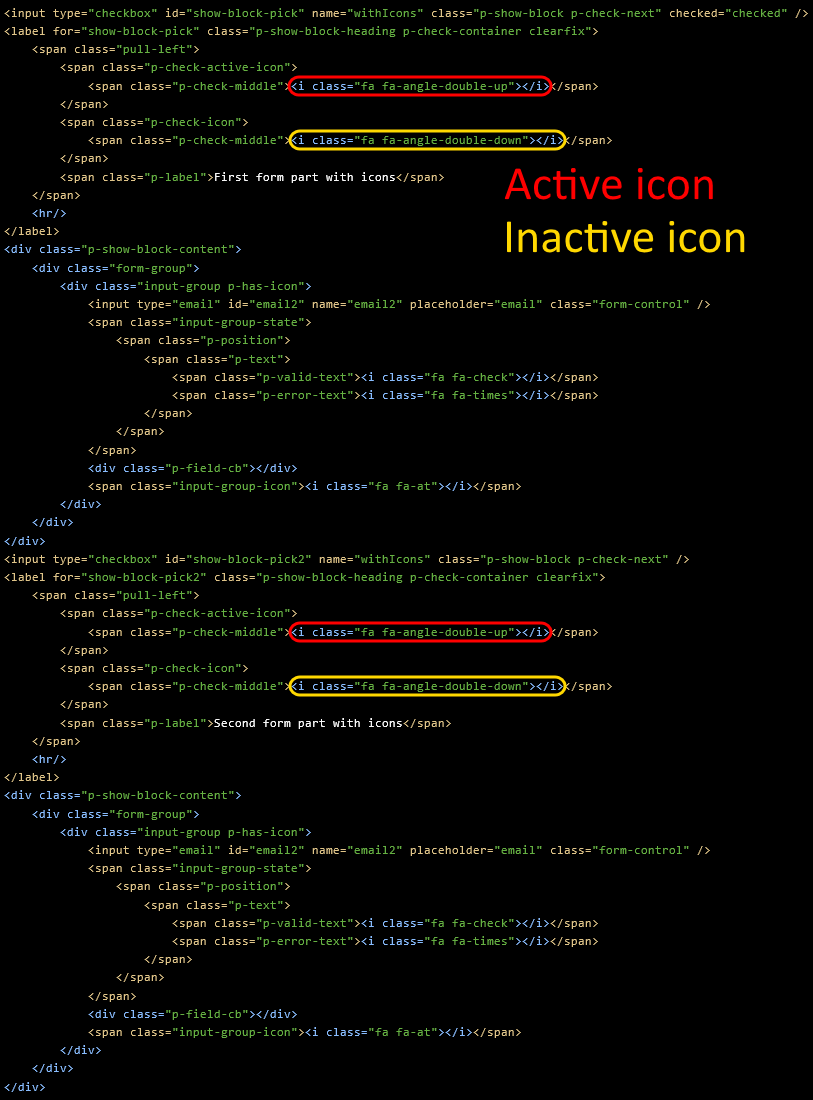 <input type="checkbox" id="show-block-pick" name="withIcons" class="p-show-block p-check-next" checked="checked" />
<label for="show-block-pick" class="p-show-block-heading p-check-container clearfix">
    <span class="pull-left">
        <span class="p-check-active-icon">
            <span class="p-check-middle"><i class="fa fa-angle-double-up"></i></span>
        </span>
        <span class="p-check-icon">
            <span class="p-check-middle"><i class="fa fa-angle-double-down"></i></span>
        </span>
        <span class="p-label">First form part with icons</span>
    </span>
    <hr/>
</label>
Active icon
Inactive icon
<div class="p-show-block-content">
    <div class="form-group">
        <div class="input-group p-has-icon">
            <input type="email" id="email2" name="email2" placeholder="email" class="form-control" />
            <span class="input-group-state">
                <span class="p-position">
                    <span class="p-text">
                        <span class="p-valid-text"><i class="fa fa-check"></i></span>
                        <span class="p-error-text"><i class="fa fa-times"></i></span>
                    </span>
                </span>
            </span>
            <div class="p-field-cb"></div>
            <span class="input-group-icon"><i class="fa fa-at"></i></span>
        </div>
    </div>
</div>
<input type="checkbox" id="show-block-pick2" name="withIcons" class="p-show-block p-check-next" />
<label for="show-block-pick2" class="p-show-block-heading p-check-container clearfix">
    <span class="pull-left">
        <span class="p-check-active-icon">
            <span class="p-check-middle"><i class="fa fa-angle-double-up"></i></span>
        </span>
        <span class="p-check-icon">
            <span class="p-check-middle"><i class="fa fa-angle-double-down"></i></span>
        </span>
        <span class="p-label">Second form part with icons</span>
    </span>
    <hr/>
</label>
<div class="p-show-block-content">
    <div class="form-group">
        <div class="input-group p-has-icon">
            <input type="email" id="email2" name="email2" placeholder="email" class="form-control" />
            <span class="input-group-state">
                <span class="p-position">
                    <span class="p-text">
                        <span class="p-valid-text"><i class="fa fa-check"></i></span>
                        <span class="p-error-text"><i class="fa fa-times"></i></span>
                    </span>
                </span>
            </span>
            <div class="p-field-cb"></div>
            <span class="input-group-icon"><i class="fa fa-at"></i></span>
        </div>
    </div>
</div>